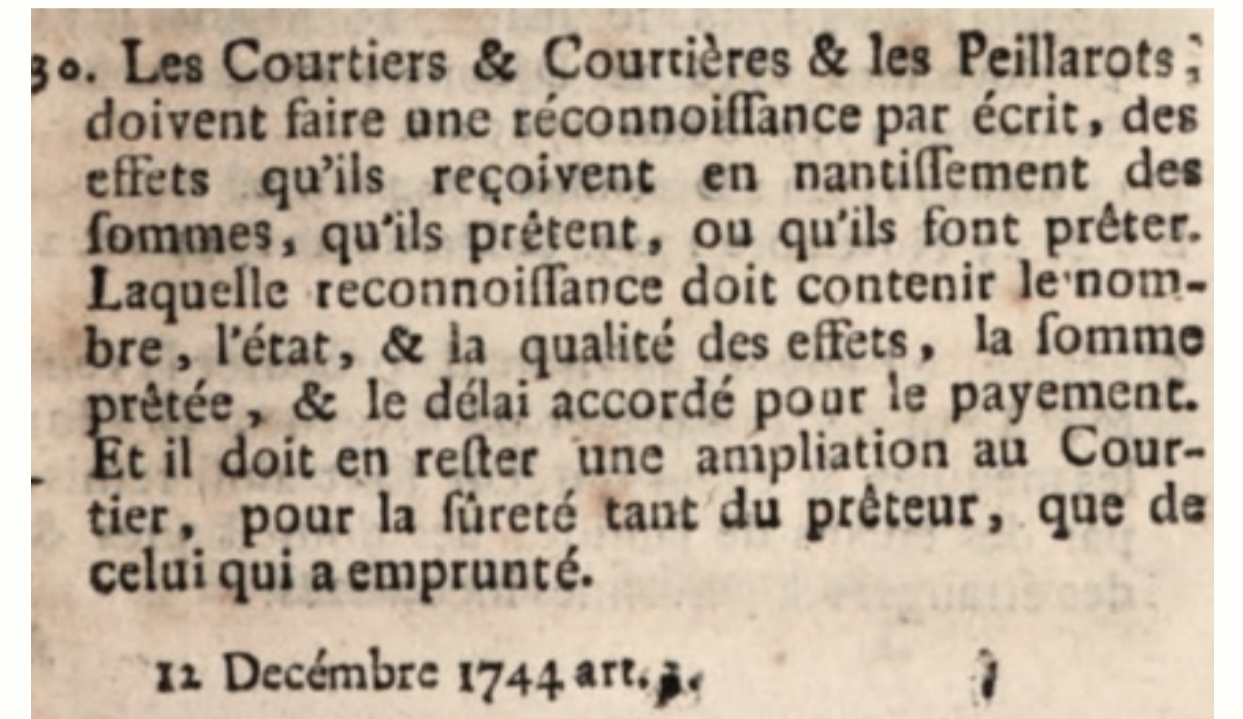 30. Les Courtiers & Courtières & les Peillarots;
doivent faire une réconnoiſſance par écrit, des
effets qu'ils reçoivent en nantiſſement des
ſommes, qu'ils prêtent, ou qu'ils font prêter.
Laquelle reconnoiſſance doit contenir le nom-
bre, l'état, & la qualité des effets, la ſomme
prêtée, & le délai accordé pour le payement.
Et il doit en reſter une ampliation au Cour-
tier, pour la ſûreté tant du prêteur, que de
celui qui a emprunté.
12 Decémbre 1744 art.